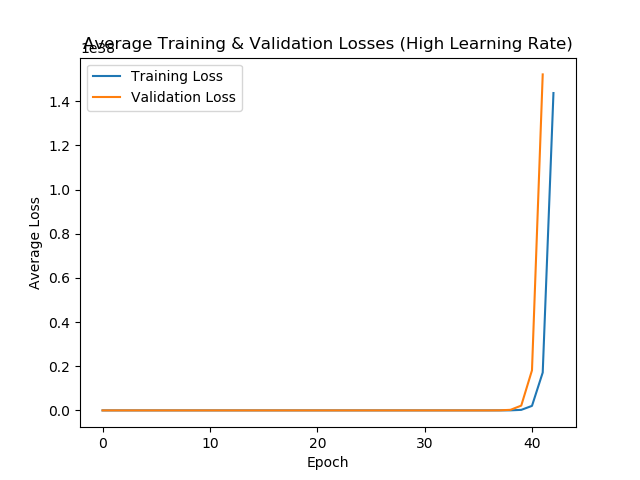 Average Training & Validation Losses (High Learning Rate)
1e38
Training Loss
Validation Loss
1.4
1.2
1.0
0.8
0.6
0.4
0.2
0.0
Average Loss
0 10 20 30 40
Epoch